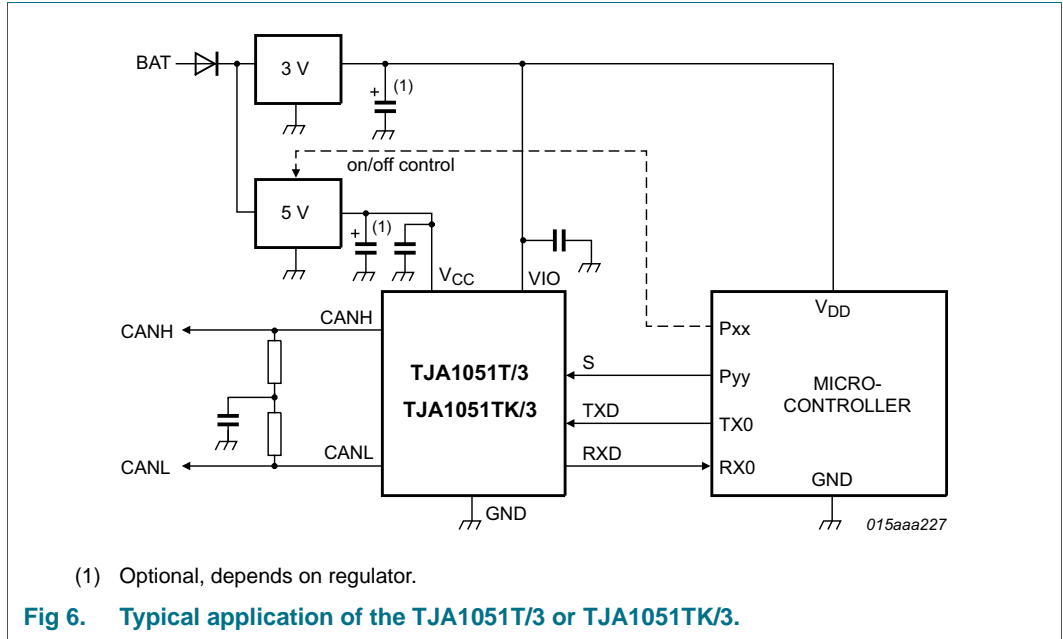 BAT
3 V
+
(1)
on/off control
5 V
+
(1)
VCC
VIO
VDD
CANH
CANH
Pxx
TJA1051T/3
S
Pyy
MICRO-
TJA1051TK/3
CONTROLLER
TXD
TX0
CANL
CANL
RXD
RX0
GND
GND
015aaa227
(1) Optional, depends on regulator.
Fig 6. Typical application of the TJA1051T/3 or TJA1051TK/3.